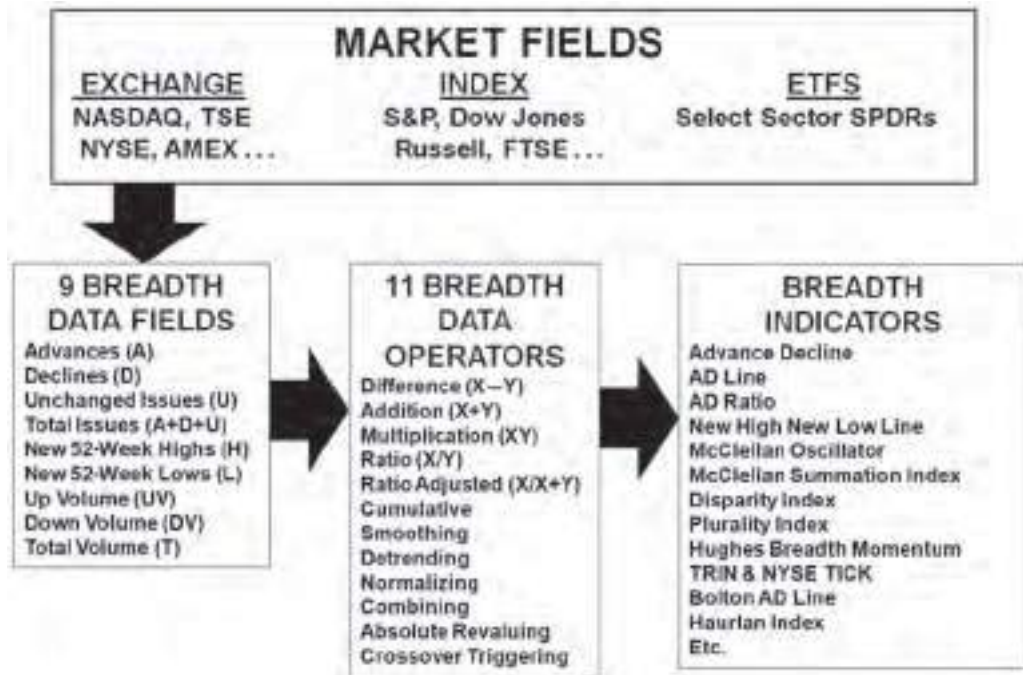 MARKET FIELDS
EXCHANGE
NASDAQ, TSE
NYSE, AMEX ...
INDEX
S&P, Dow Jones
Russell, FTSE ...
ETFS
Select Sector SPDRs
9 BREADTH
DATA FIELDS
Advances (A)
Declines (D)
Unchanged Issues (U)
Total Issues (A+D+U)
New 52-Week Highs (H)
New 52-Week Lows (L)
Up Volume (UV)
Down Volume (DV)
Total Volume (T)
11 BREADTH
DATA
OPERATORS
Difference (X—Y)
Addition (X+Y)
Multiplication (XY)
Ratio (X/Y)
Ratio Adjusted (X/X+Y)
Cumulative
Smoothing
Detrending
Normalizing
Combining
Absolute Revaluing
Crossover Triggering
BREADTH
INDICATORS
Advance Decline
AD Line
AD Ratio
New High New Low Line
McClellan Oscillator
McClellan Summation Index
Disparity Index
Plurality Index
Hughes Breadth Momentum
TRIN & NYSE TICK
Bolton AD Line
Haurlan Index
Etc.